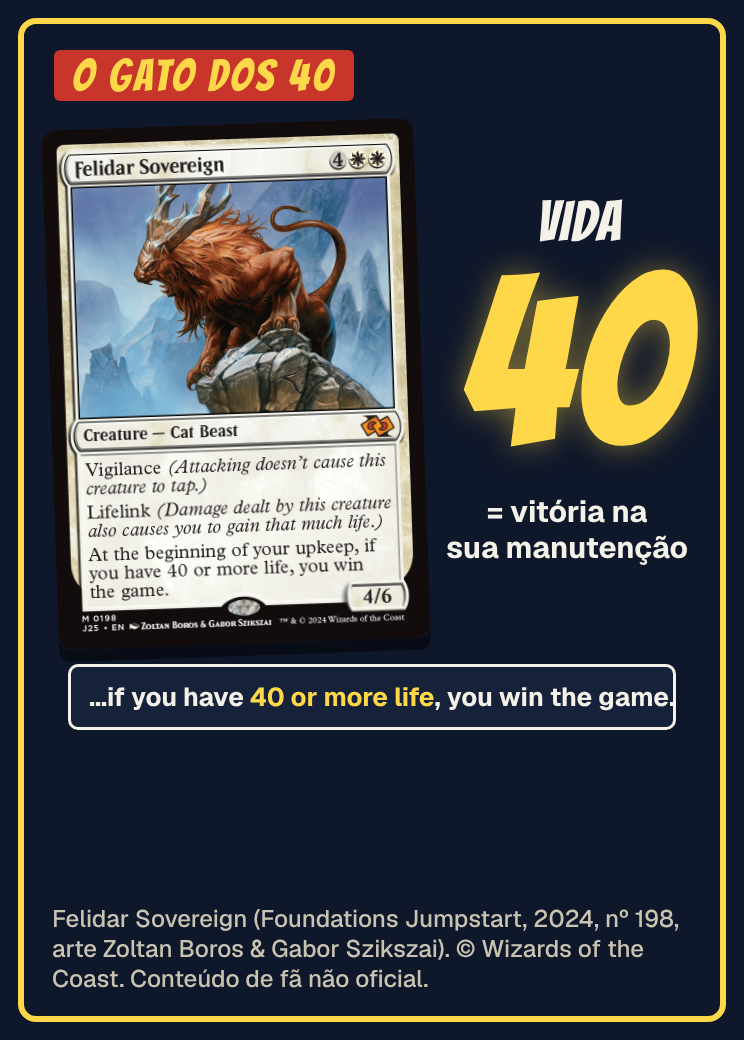 O GATO DOS 40
Felidar Sovereign 4
Creature — Cat Beast
Vigilance (Attacking doesn't cause this
creature to tap.)
Lifelink (Damage dealt by this creature
also causes you to gain that much life.)
At the beginning of your upkeep, if
you have 40 or more life, you win
the game.
4/6
M 0198
J25 • EN Zoltan Boros & Gabor Szikszai ™ & © 2024 Wizards of the Coast
VIDA
40
= vitória na
sua manutenção
...if you have 40 or more life, you win the game.
Felidar Sovereign (Foundations Jumpstart, 2024, nº 198,
arte Zoltan Boros & Gabor Szikszai). © Wizards of the
Coast. Conteúdo de fã não oficial.